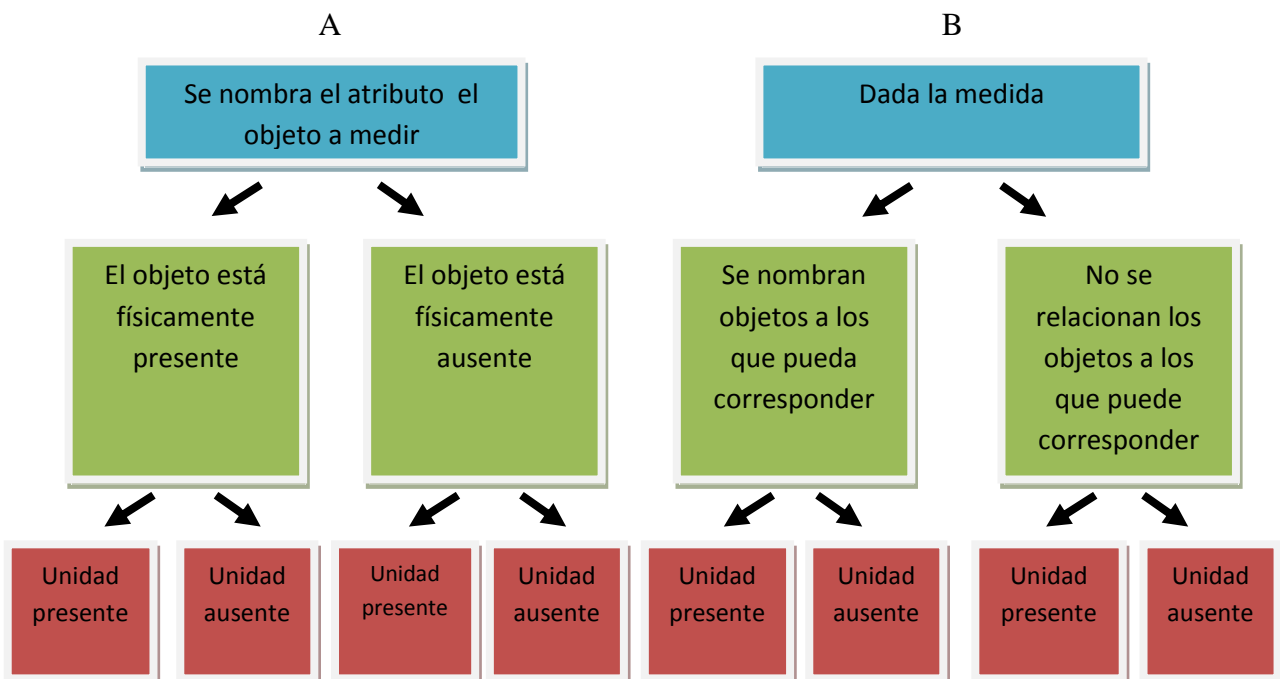 A
B
Se nombra el atributo el
objeto a medir
Dada la medida
El objeto está
físicamente
presente
El objeto está
físicamente
ausente
Se nombran
objetos a los
que pueda
corresponder
No se
relacionan los
objetos a los
que puede
corresponder
Unidad
presente
Unidad
ausente
Unidad
presente
Unidad
ausente
Unidad
presente
Unidad
ausente
Unidad
presente
Unidad
ausente